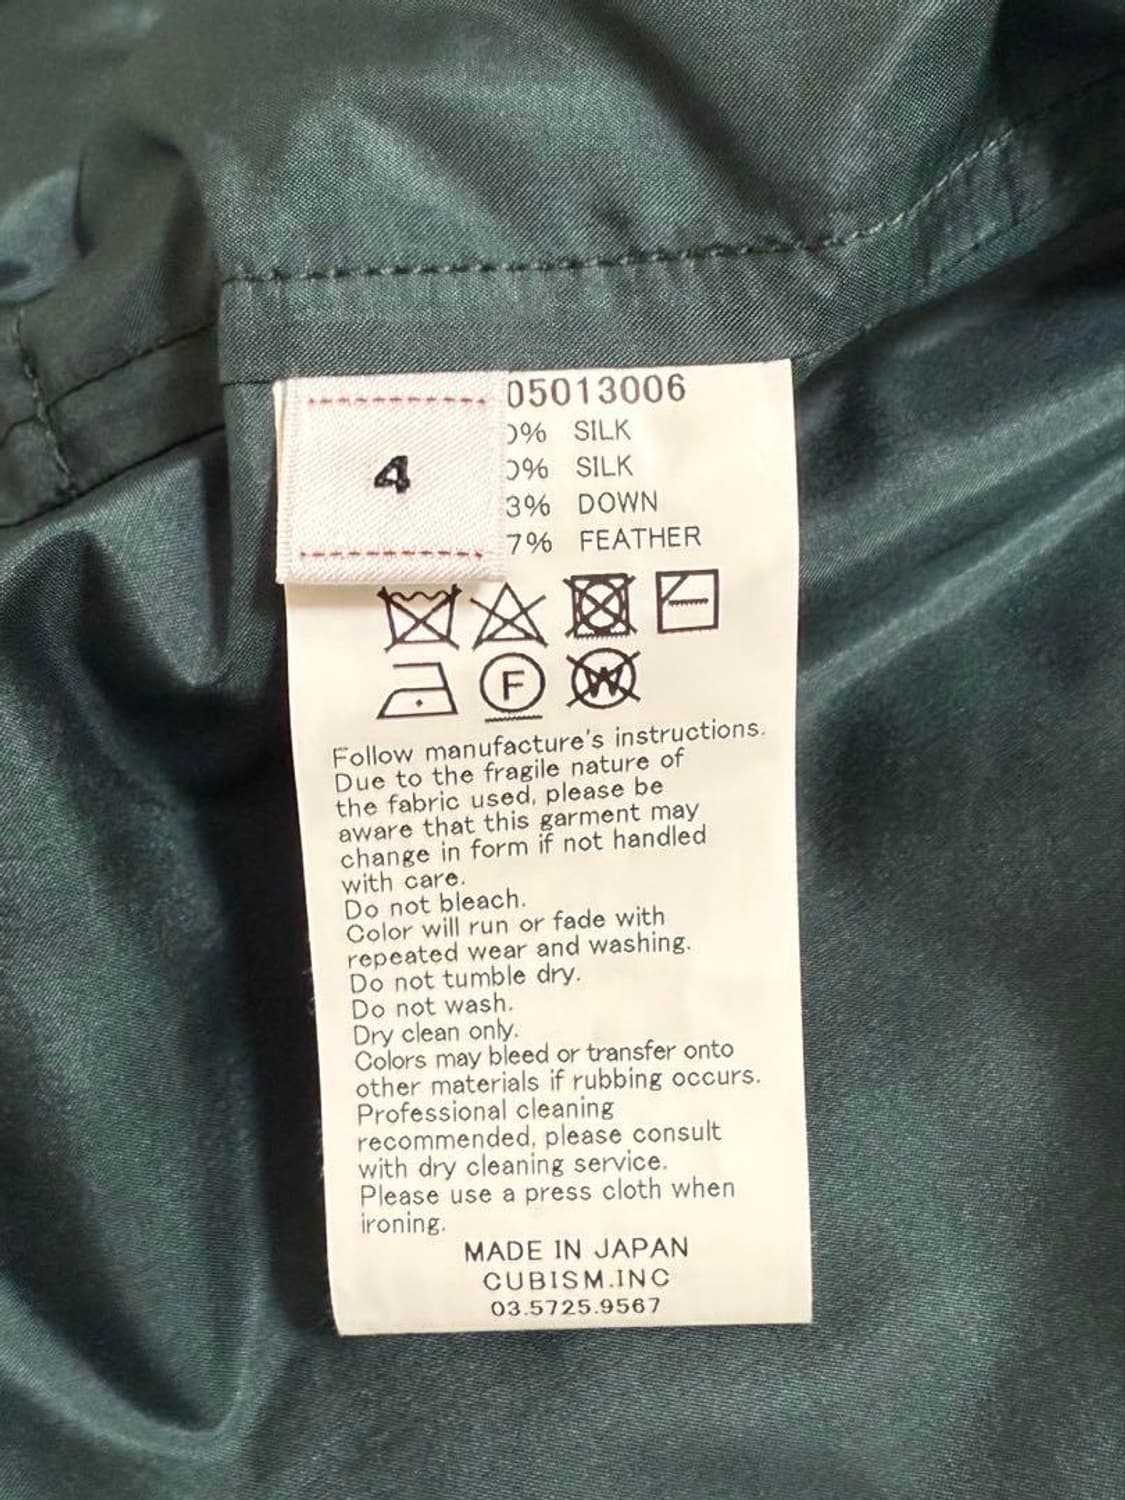 05013006
4
0% SILK
0% SILK
3% DOWN
7% FEATHER
F
W
Follow manufacture's instructions.
Due to the fragile nature of
the fabric used, please be
aware that this garment may
change in form if not handled
with care.
Do not bleach.
Color will run or fade with
repeated wear and washing.
Do not tumble dry.
Do not wash.
Dry clean only.
Colors may bleed or transfer onto
other materials if rubbing occurs.
Professional cleaning
recommended, please consult
with dry cleaning service.
Please use a press cloth when
ironing.
MADE IN JAPAN
CUBISM.INC
03.5725.9567